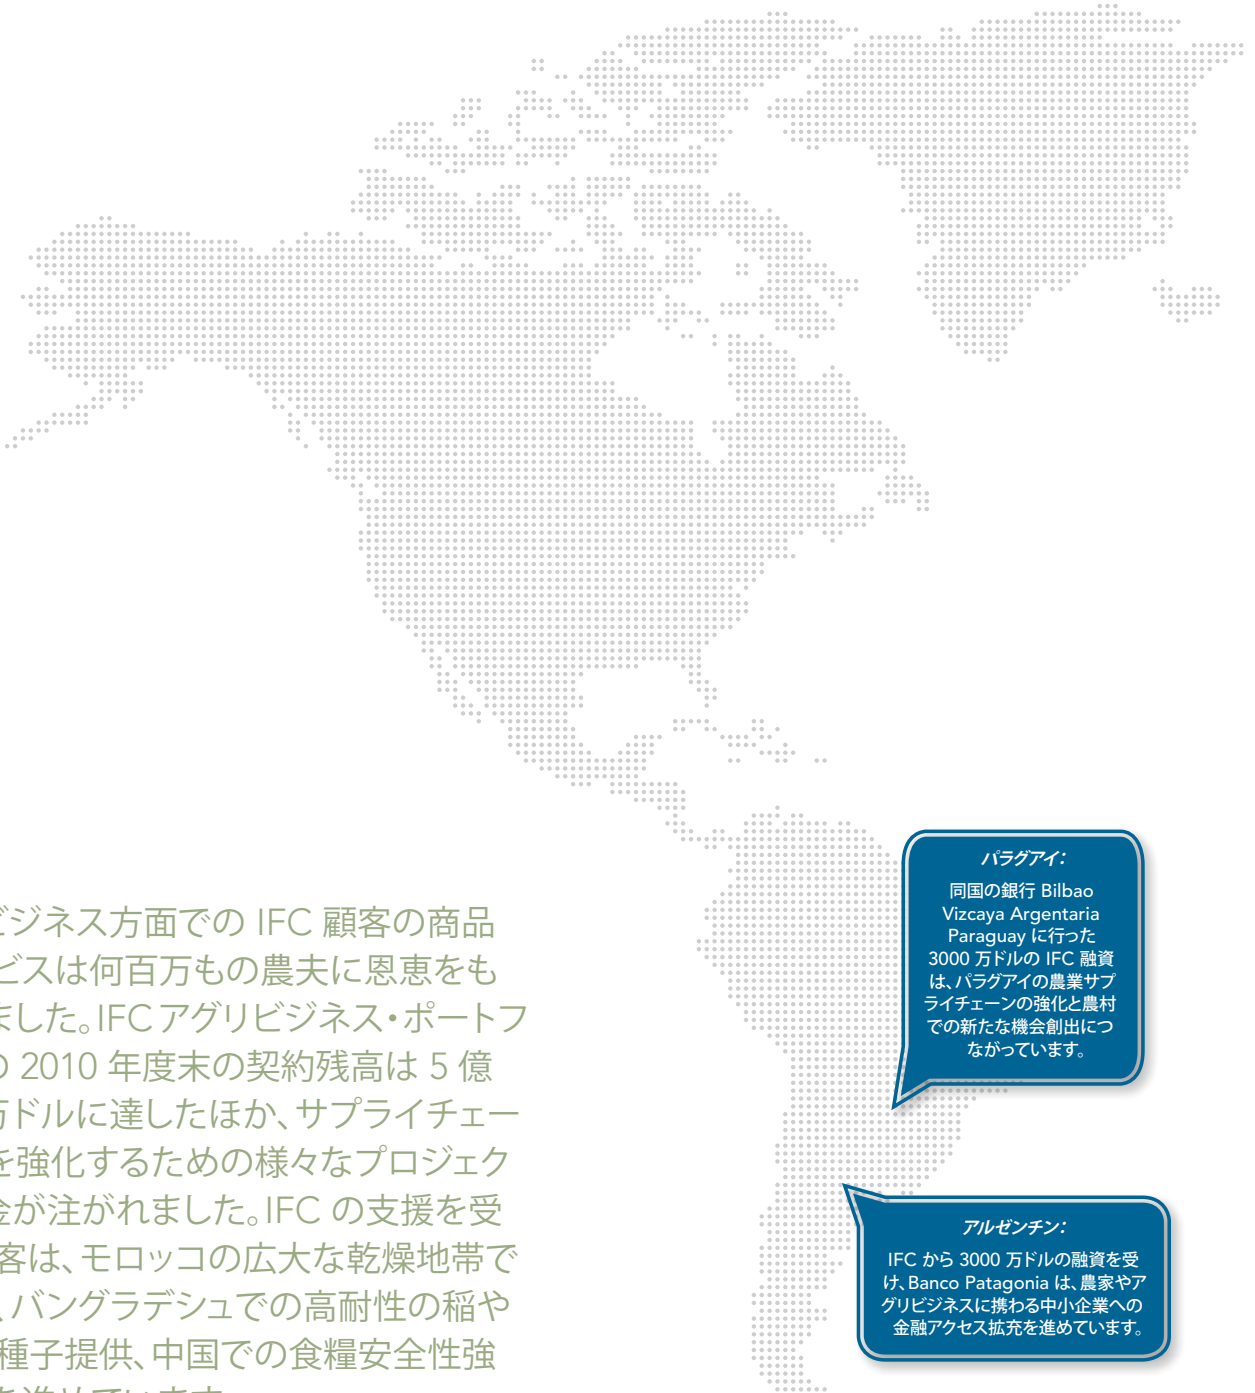 ビジネス方面での IFC 顧客の商品
ビスは何百万もの農夫に恩恵をも
ました。IFCアグリビジネス・ポートフ
の 2010 年度末の契約残高は 5 億
万ドルに達したほか、サプライチェー
を強化するための様々なプロジェク
金が注がれました。IFC の支援を受
客は、モロッコの広大な乾燥地帯で
、バングラデシュでの高耐性の稲や
種子提供、中国での食糧安全性強
を進めています
パラグアイ：
同国の銀行 Bilbao
Vizcaya Argentaria
Paraguay に行った
3000 万ドルの IFC 融資
は、パラグアイの農業サプ
ライチェーンの強化と農村
での新たな機会創出につ
ながっています。
アルゼンチン：
IFC から 3000 万ドルの融資を受
け、Banco Patagonia は、農家やア
グリビジネスに携わる中小企業への
金融アクセス拡充を進めています。